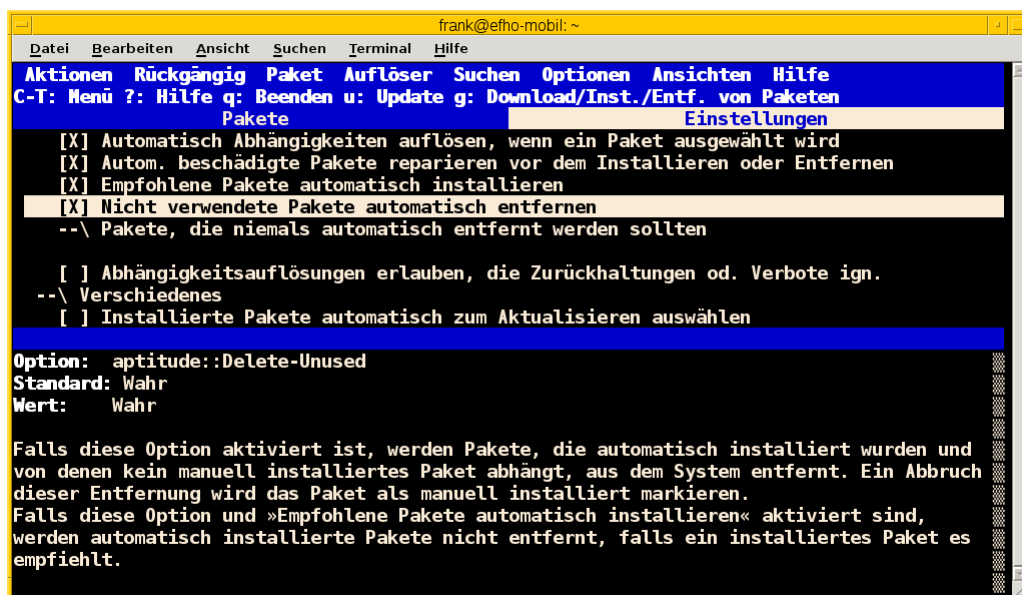 frank@efho-mobil: ~
Datei Bearbeiten Ansicht Suchen Terminal Hilfe
Aktionen Rückgängig Paket Auflöser Suchen Optionen Ansichten Hilfe
C-T: Menü ?: Hilfe q: Beenden u: Update g: Download/Inst./Entf. von Paketen
Pakete Einstellungen
[X] Automatisch Abhängigkeiten auflösen, wenn ein Paket ausgewählt wird
[X] Autom. beschädigte Pakete reparieren vor dem Installieren oder Entfernen
[X] Empfohlene Pakete automatisch installieren
[X] Nicht verwendete Pakete automatisch entfernen
--\ Pakete, die niemals automatisch entfernt werden sollten
[ ] Abhängigkeitsauflösungen erlauben, die Zurückhaltungen od. Verbote ign.
--\ Verschiedenes
[ ] Installierte Pakete automatisch zum Aktualisieren auswählen
Option: aptitude::Delete-Unused
Standard: Wahr
Wert: Wahr
Falls diese Option aktiviert ist, werden Pakete, die automatisch installiert wurden und
von denen kein manuell installiertes Paket abhängt, aus dem System entfernt. Ein Abbruch
dieser Entfernung wird das Paket als manuell installiert markieren.
Falls diese Option und »Empfohlene Pakete automatisch installieren« aktiviert sind,
werden automatisch installierte Pakete nicht entfernt, falls ein installiertes Paket es
empfiehlt.